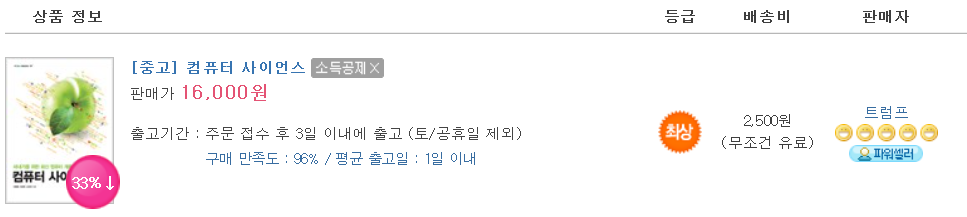 상품 정보 등급 배송비 판매자
[중고] 컴퓨터 사이언스 소득공제X
판매가 16,000원
출고기간 : 주문 접수 후 3일 이내에 출고 (토/공휴일 제외)
구매 만족도 : 96% / 평균 출고일 : 1일 이내
컴퓨터 사이
33%↓
최상
2,500원
(무조건 유료)
트럼프
파워셀러